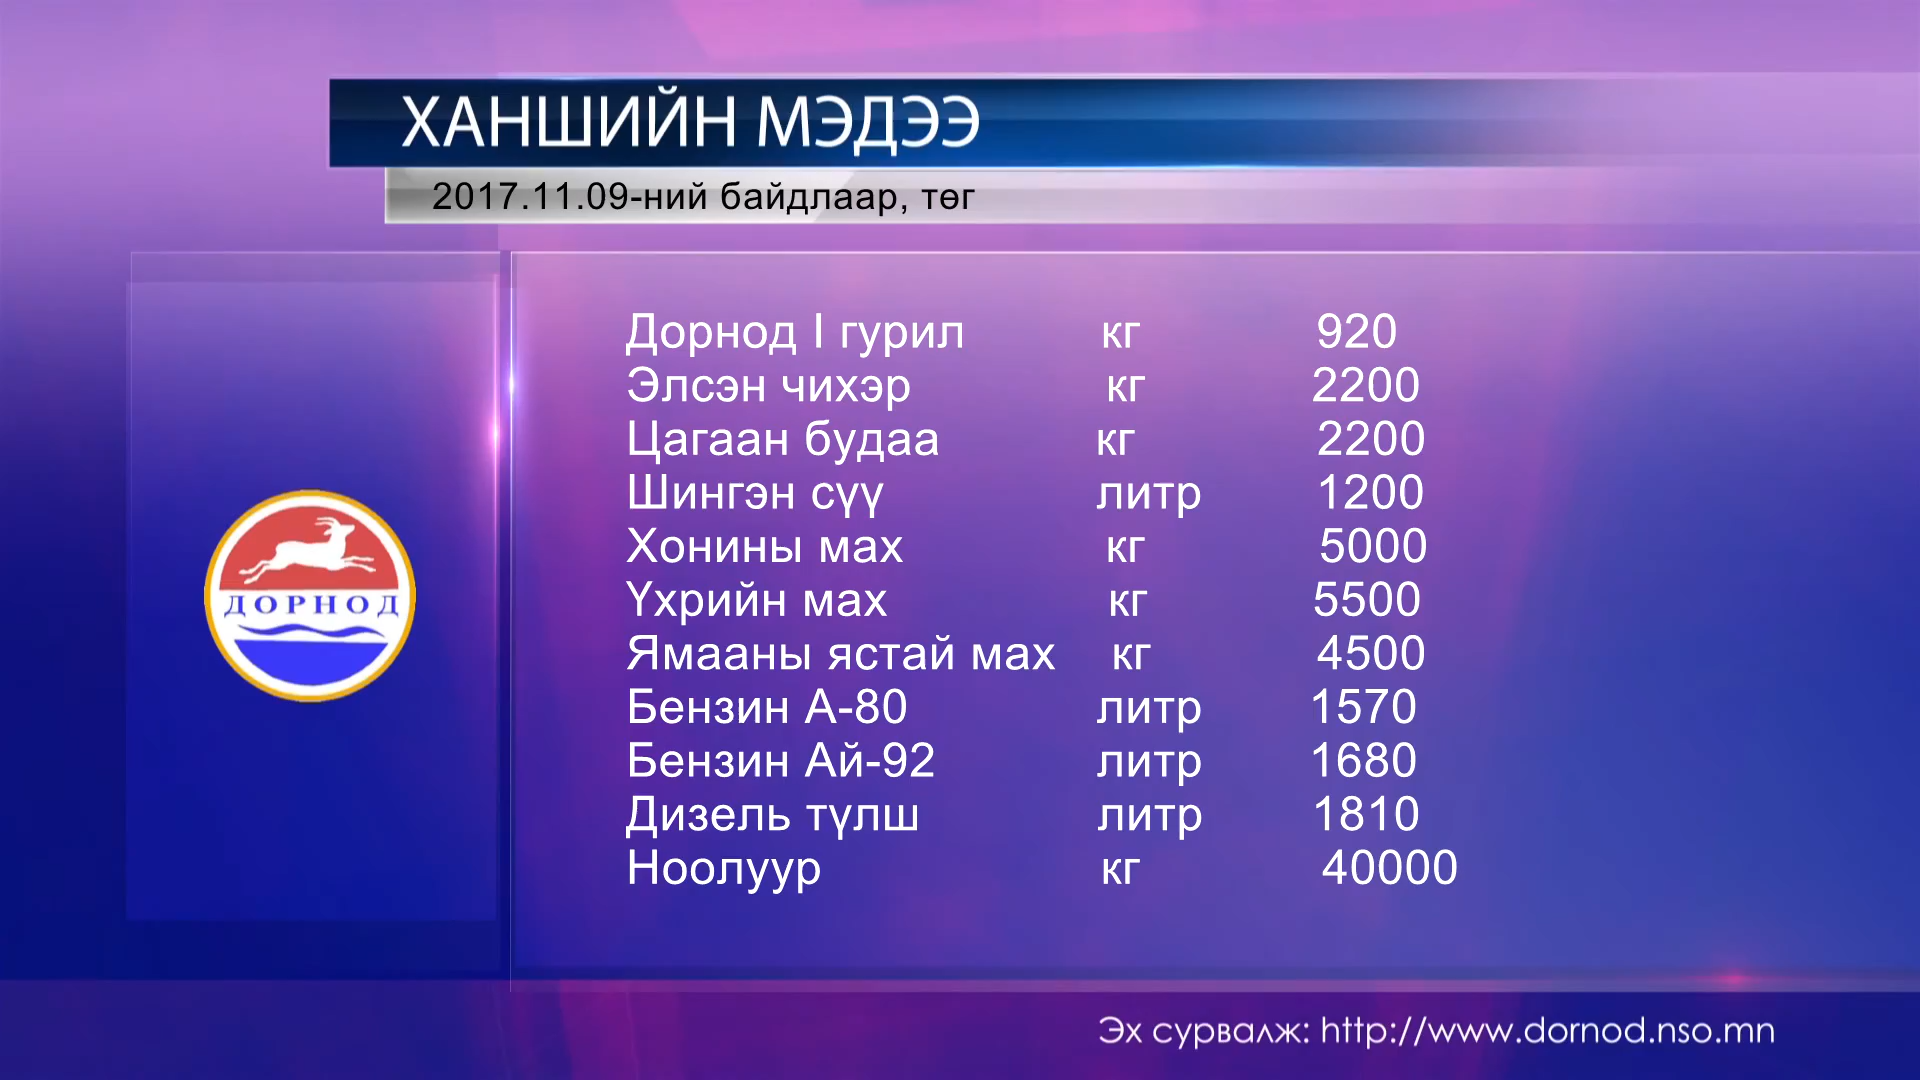 ХАНШИЙН МЭДЭЭ
2017.11.09-ний байдлаар, төг
Дорнод I гурил кг 920
Элсэн чихэр кг 2200
Цагаан будаа кг 2200
Шингэн сүү литр 1200
Хонины мах кг 5000
Үхрийн мах кг 5500
Ямааны ястай мах кг 4500
Бензин А-80 литр 1570
Бензин Ай-92 литр 1680
Дизель түлш литр 1810
Ноолуур кг 40000
ДОРНОД
Эх сурвалж: http://www.dornod.nso.mn